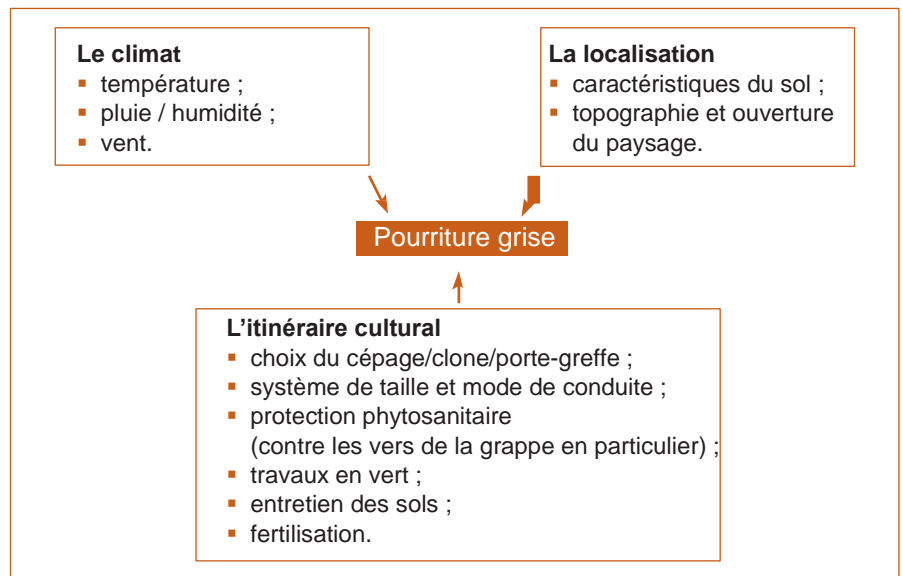 Le climat
▪ température ;
▪ pluie / humidité ;
▪ vent.
La localisation
▪ caractéristiques du sol ;
▪ topographie et ouverture
du paysage.
Pourriture grise
L'itinéraire cultural
▪ choix du cépage/clone/porte-greffe ;
▪ système de taille et mode de conduite ;
▪ protection phytosanitaire
(contre les vers de la grappe en particulier) ;
▪ travaux en vert ;
▪ entretien des sols ;
▪ fertilisation.